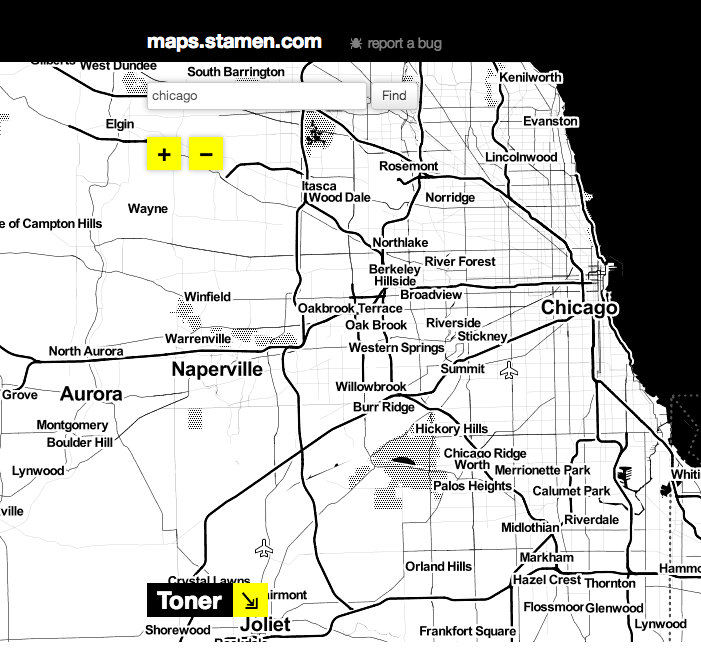 maps.stamen.com report a bug
West Dundee
South Barrington
Kenilworth
chicago Find
Elgin
Evanston
+ −
Lincolnwood
Rosemont
Itasca
Wood Dale
Norridge
Wayne
e of Campton Hills
Northlake
River Forest
Berkeley
Hillside
Winfield
Broadview
Oakbrook Terrace
Chicago
Oak Brook
Riverside
Warrenville
Stickney
North Aurora
Western Springs
Naperville
Summit
Willowbrook
Grove
Aurora
Burr Ridge
Montgomery
Hickory Hills
Boulder Hill
Chicago Ridge
Lynwood
Worth
Merrionette Park
Whiti
Palos Heights
Calumet Park
ville
Riverdale
Midlothian
Markham
Orland Hills
Hammo
Crystal Lawns
Hazel Crest
Thornton
Toner
airmont
Flossmoor
Glenwood
Joliet
Lynwood
Shorewood
Frankfort Square